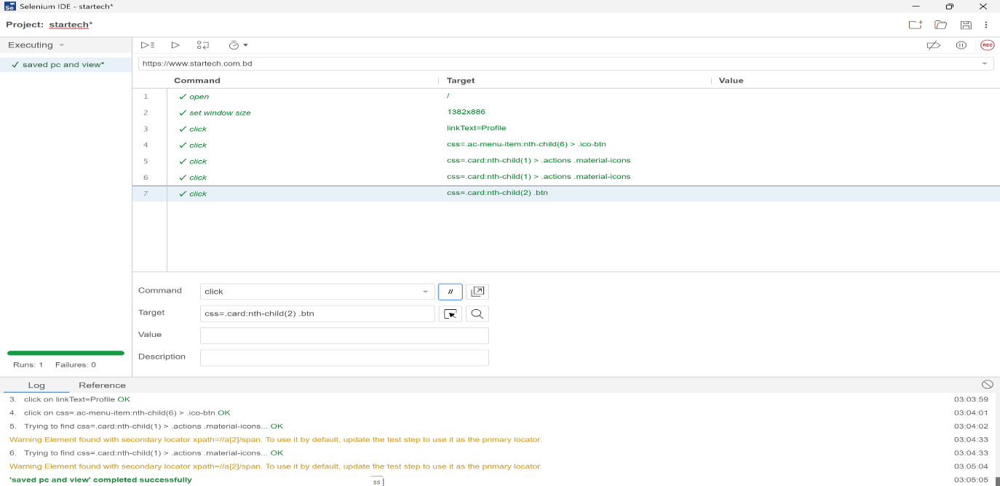 Se Selenium IDE - startech*
Project: startech*
Executing
✓ saved pc and view*
REC
https://www.startech.com.bd
Command Target Value
1 ✓ open /
2 ✓ set window size 1382x886
3 ✓ click linkText=Profile
4 ✓ click css=.ac-menu-item:nth-child(6) > .ico-btn
5 ✓ click css=.card:nth-child(1) > .actions .material-icons
6 ✓ click css=.card:nth-child(1) > .actions .material-icons
7 ✓ click css=.card:nth-child(2) .btn
Command click //
Target css=.card:nth-child(2) .btn
Value
Description
Runs: 1 Failures: 0
Log Reference
3. click on linkText=Profile OK 03:03:59
4. click on css=.ac-menu-item:nth-child(6) > .ico-btn OK 03:04:01
5. Trying to find css=.card:nth-child(1) > .actions .material-icons... OK 03:04:02
Warning Element found with secondary locator xpath=//a[2]/span. To use it by default, update the test step to use it as the primary locator. 03:04:33
6. Trying to find css=.card:nth-child(1) > .actions .material-icons... OK 03:04:33
Warning Element found with secondary locator xpath=//a[2]/span. To use it by default, update the test step to use it as the primary locator. 03:05:04
'saved pc and view' completed successfully 03:05:05
ss